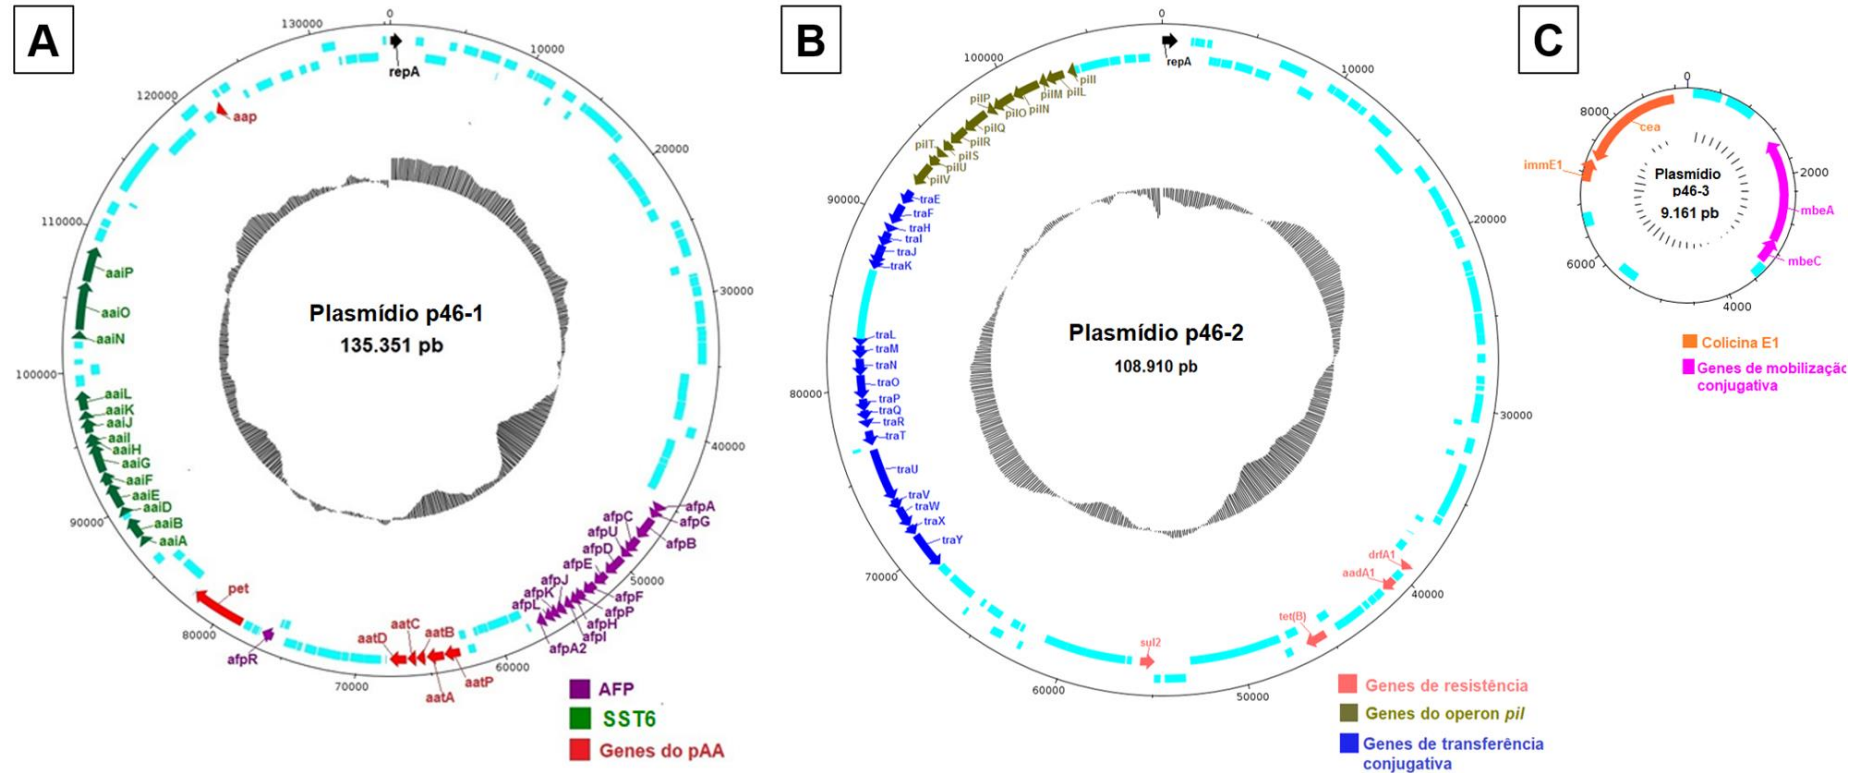 A
0
10000
20000
30000
40000
50000
60000
70000
80000
90000
100000
110000
120000
130000
repA
aap
aaiP
aaiO
aaiN
aaiL
aaiK
aaiJ
aaiI
aaiH
aaiG
aaiF
aaiE
aaiD
aaiB
aaiA
pet
afpR
aatD
aatC
aatB
aatA
aatP
afpA
afpG
afpB
afpC
afpU
afpD
afpE
afpF
afpP
afpH
afpI
afpJ
afpK
afpL
afpA2
Plasmídio p46-1
135.351 pb
AFP
SST6
Genes do pAA
B
0
10000
20000
30000
40000
50000
60000
70000
80000
90000
100000
repA
pilI
pilL
pilM
pilN
pilO
pilP
pilQ
pilR
pilS
pilT
pilU
pilV
traE
traF
traH
traI
traJ
traK
traL
traM
traN
traO
traP
traQ
traR
traT
traU
traV
traW
traX
traY
drfA1
aadA1
tet(B)
sul2
Plasmídio p46-2
108.910 pb
Genes de resistência
Genes do operon pil
Genes de transferência
conjugativa
C
0
2000
4000
6000
8000
cea
immE1
mbeA
mbeC
Plasmídio
p46-3
9.161 pb
Colicina E1
Genes de mobilização
conjugativa